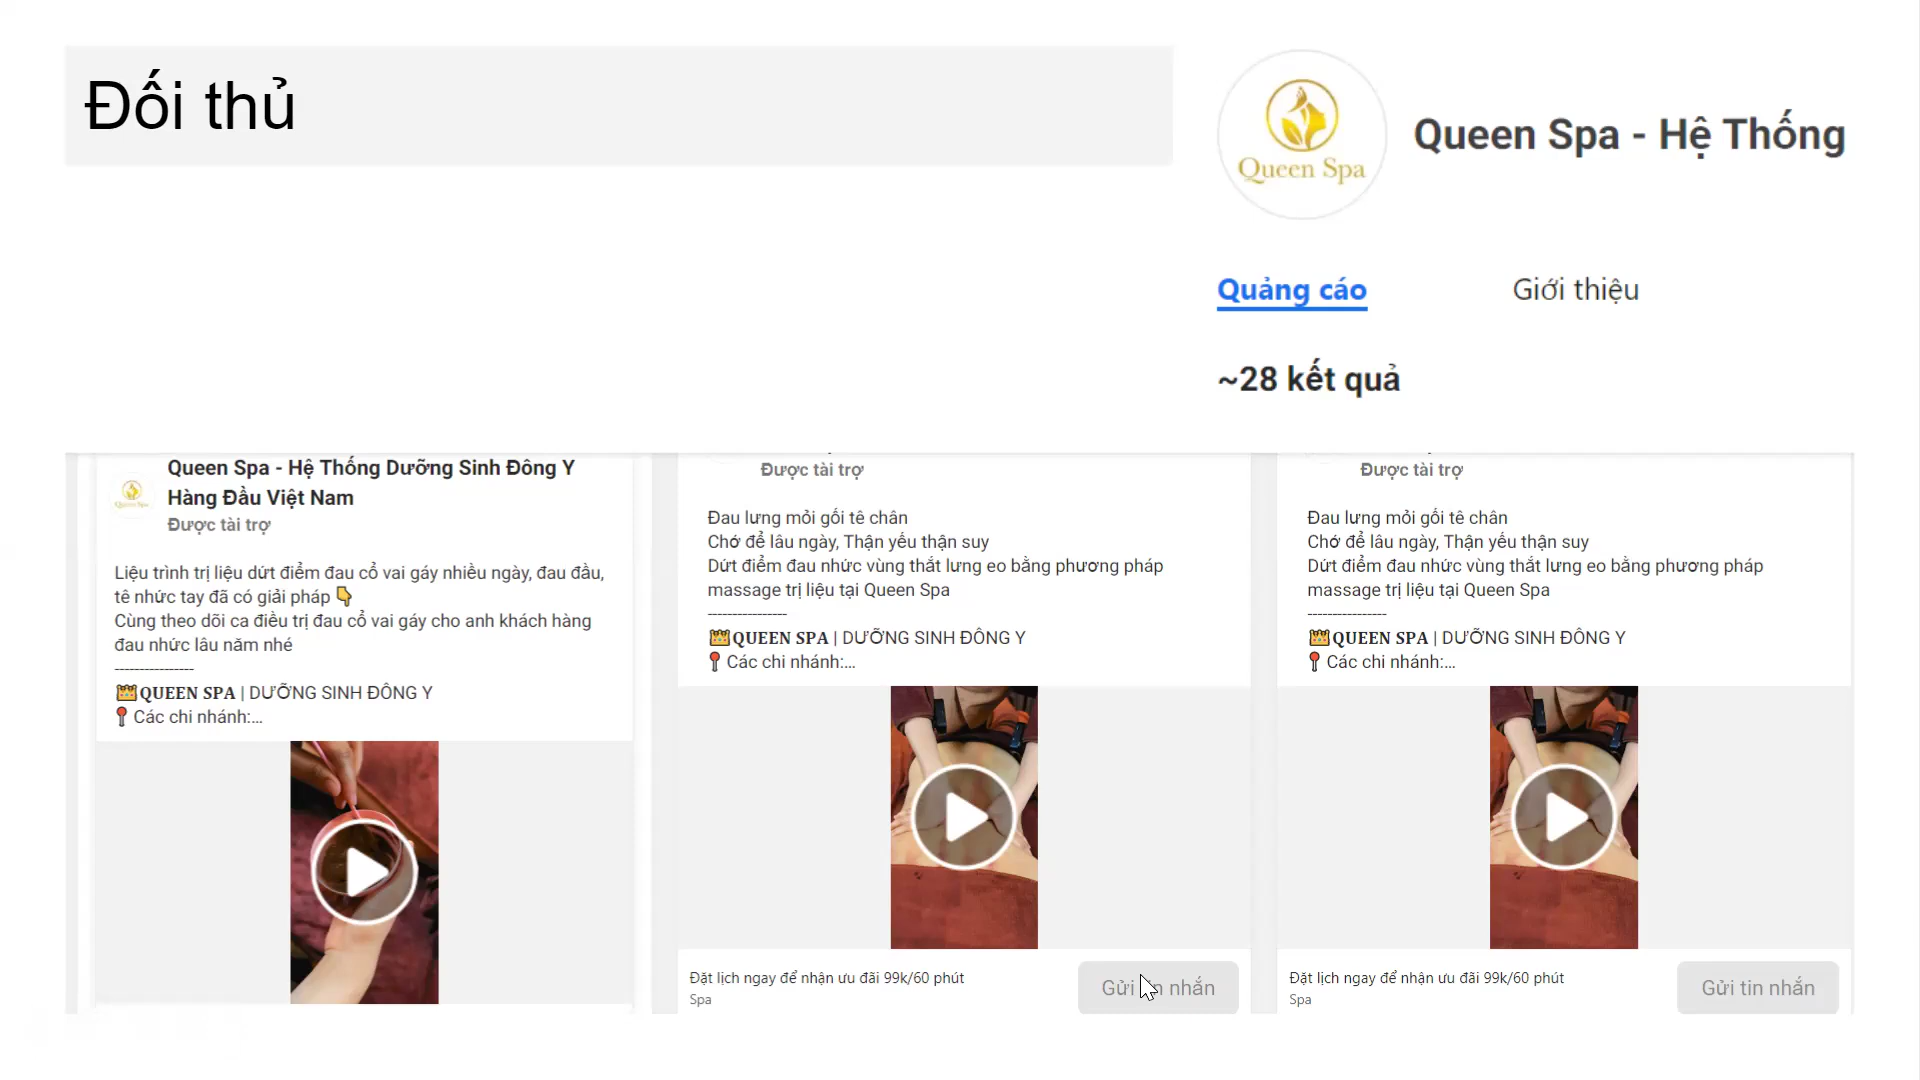 Đối thủ
Queen Spa
Queen Spa - Hệ Thống
Quảng cáo
Giới thiệu
~28 kết quả
Queen Spa - Hệ Thống Dưỡng Sinh Đông Y
Hàng Đầu Việt Nam
Được tài trợ
Liệu trình trị liệu dứt điểm đau cổ vai gáy nhiều ngày, đau đầu,
tê nhức tay đã có giải pháp 👇
Cùng theo dõi ca điều trị đau cổ vai gáy cho anh khách hàng
đau nhức lâu năm nhé
----------------
👑QUEEN SPA | DƯỠNG SINH ĐÔNG Y
📍Các chi nhánh:...
Được tài trợ
Đau lưng mỏi gối tê chân
Chớ để lâu ngày, Thận yếu thận suy
Dứt điểm đau nhức vùng thắt lưng eo bằng phương pháp
massage trị liệu tại Queen Spa
----------------
👑QUEEN SPA | DƯỠNG SINH ĐÔNG Y
📍Các chi nhánh:...
Đặt lịch ngay để nhận ưu đãi 99k/60 phút
Spa
Gửi tin nhắn
Được tài trợ
Đau lưng mỏi gối tê chân
Chớ để lâu ngày, Thận yếu thận suy
Dứt điểm đau nhức vùng thắt lưng eo bằng phương pháp
massage trị liệu tại Queen Spa
----------------
👑QUEEN SPA | DƯỠNG SINH ĐÔNG Y
📍Các chi nhánh:...
Đặt lịch ngay để nhận ưu đãi 99k/60 phút
Spa
Gửi tin nhắn